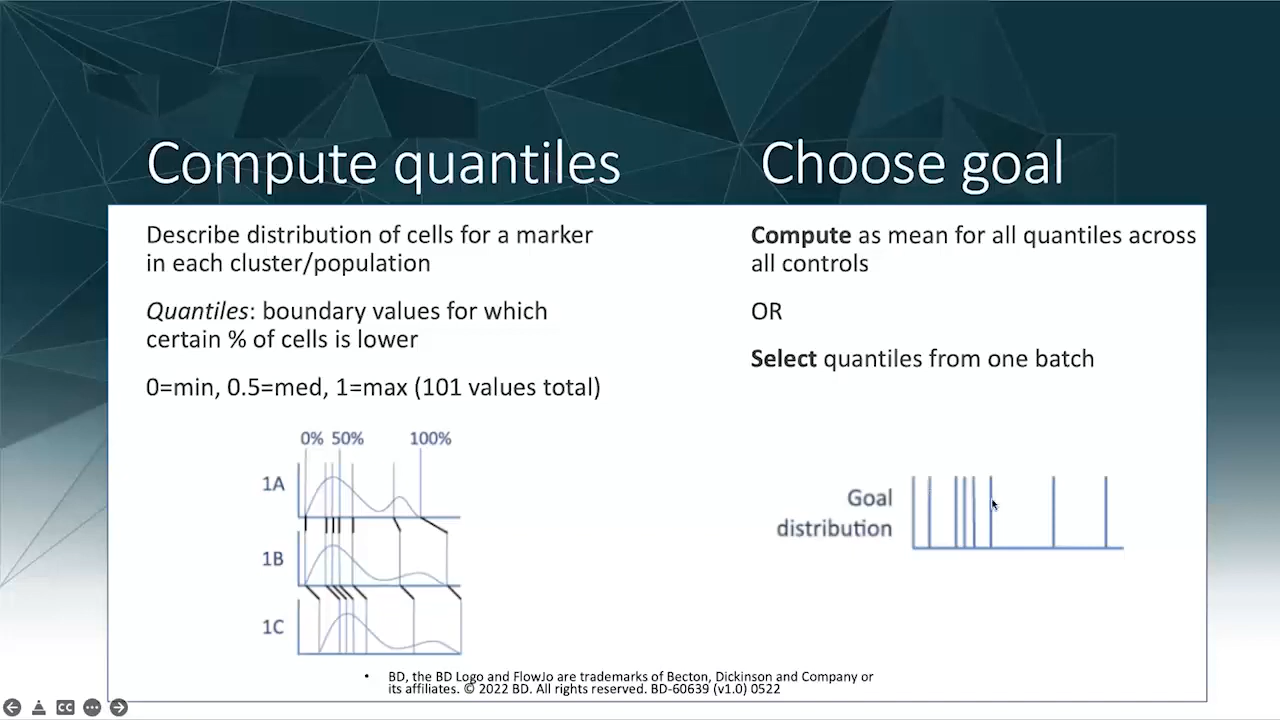 Compute quantiles
Describe distribution of cells for a marker
in each cluster/population
Quantiles: boundary values for which
certain % of cells is lower
0=min, 0.5=med, 1=max (101 values total)
0% 50% 100%
1A
1B
1C
Choose goal
Compute as mean for all quantiles across
all controls
OR
Select quantiles from one batch
Goal
distribution
• BD, the BD Logo and FlowJo are trademarks of Becton, Dickinson and Company or
its affiliates. © 2022 BD. All rights reserved. BD-60639 (v1.0) 0522
CC